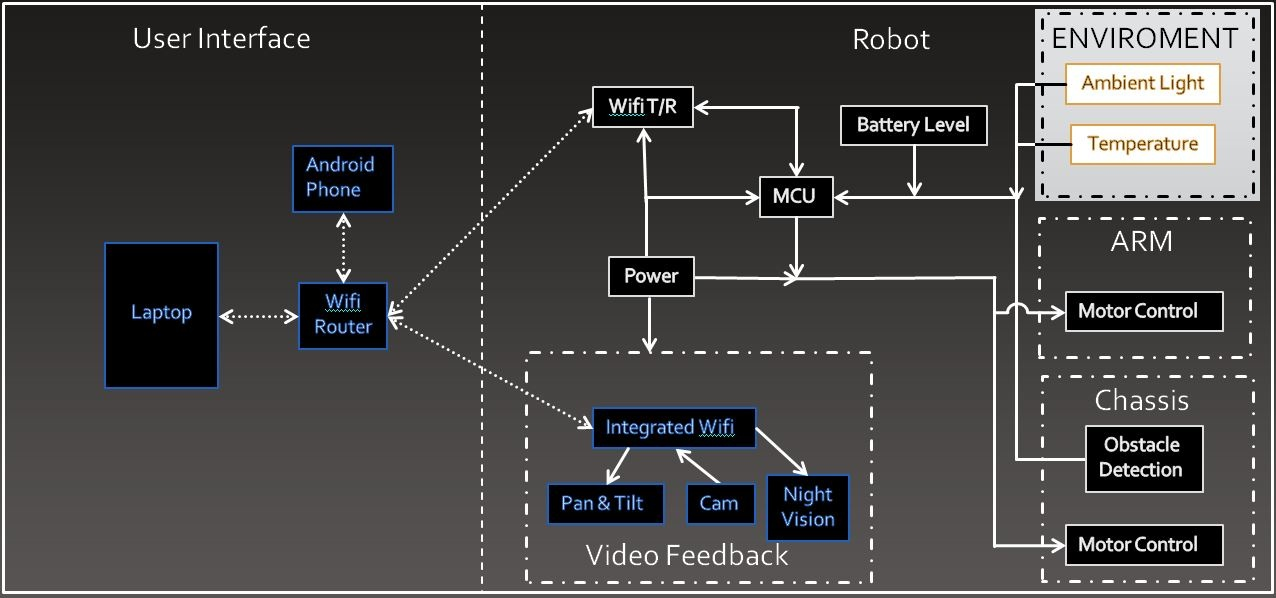 User Interface
Robot
ENVIROMENT
Ambient Light
Temperature
Wifi T/R
Battery Level
MCU
Android
Phone
Power
Laptop
Wifi
Router
ARM
Motor Control
Chassis
Obstacle
Detection
Motor Control
Integrated Wifi
Pan & Tilt
Cam
Night
Vision
Video Feedback